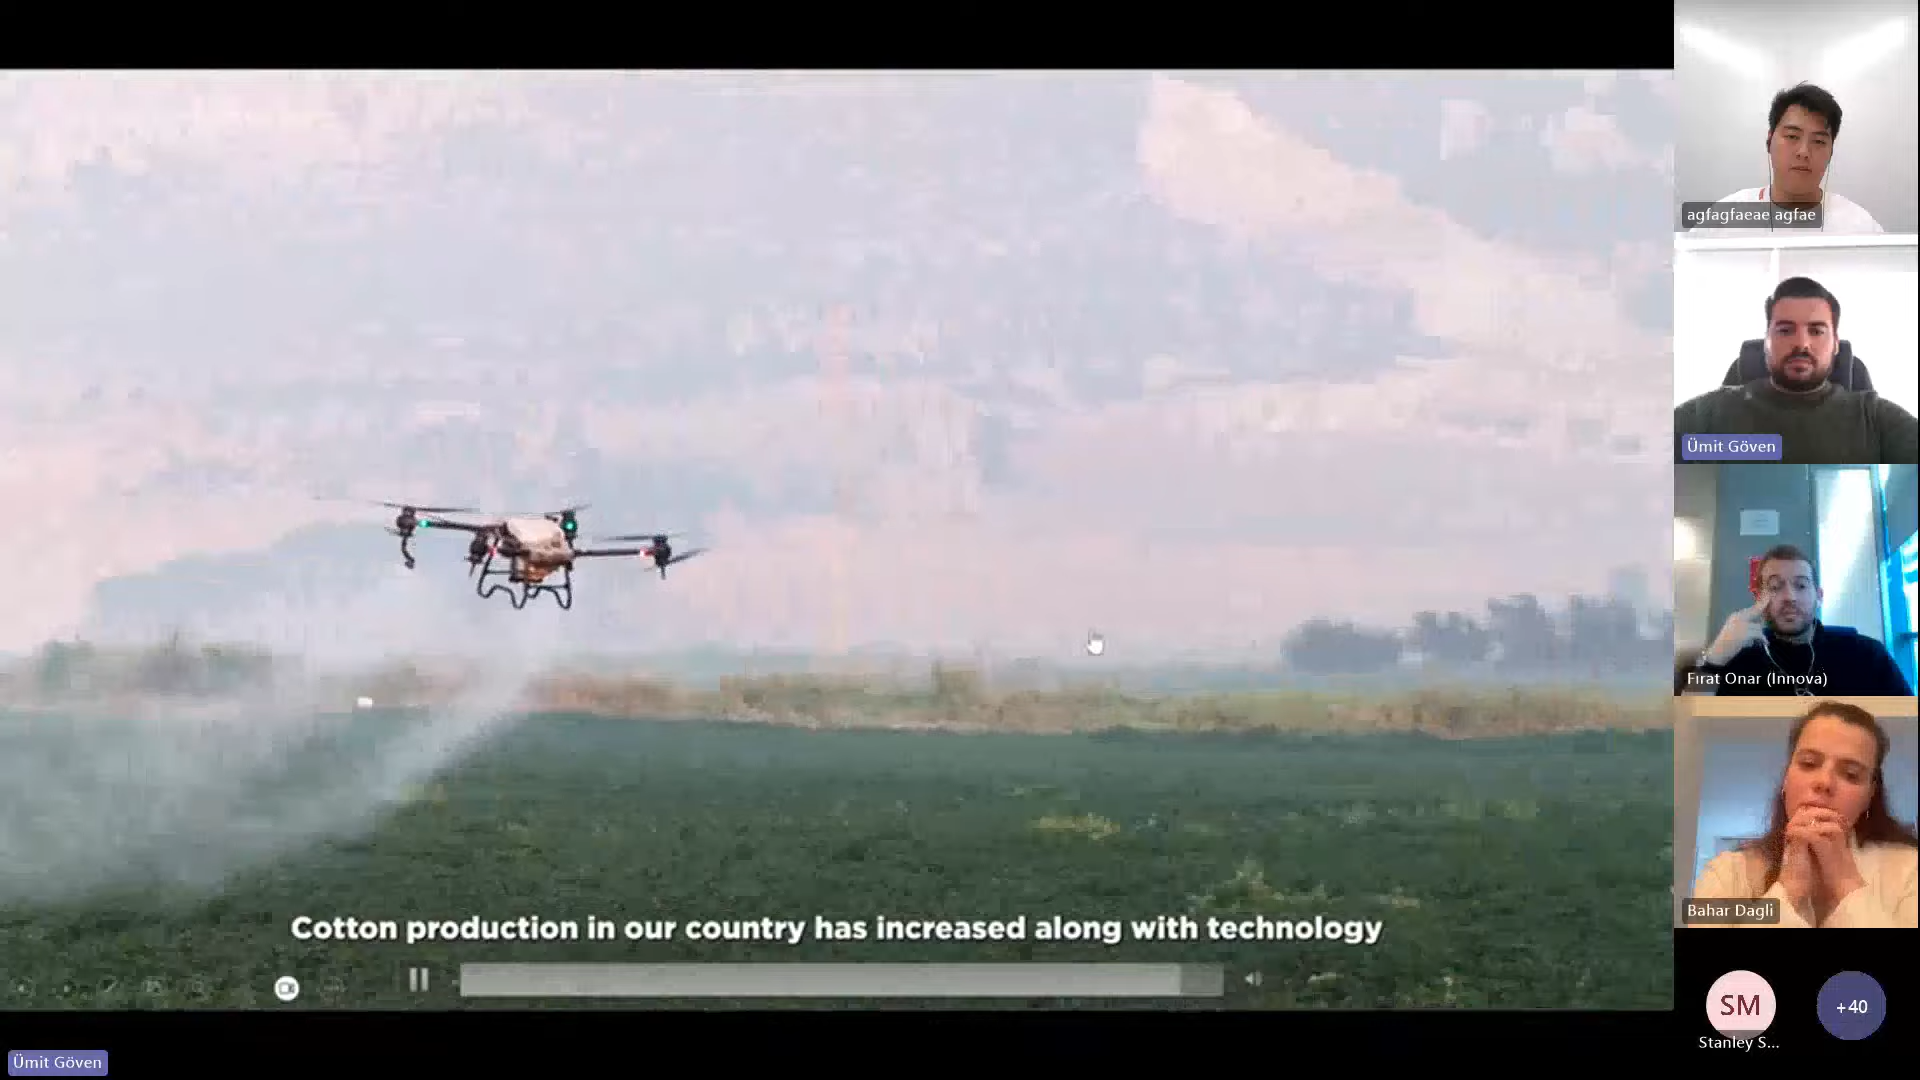 agfagfaeae agfae
Ümit Göven
Fırat Onar (Innova)
Bahar Dagli
Cotton production in our country has increased along with technology
SM
+40
Stanley S...
Ümit Göven